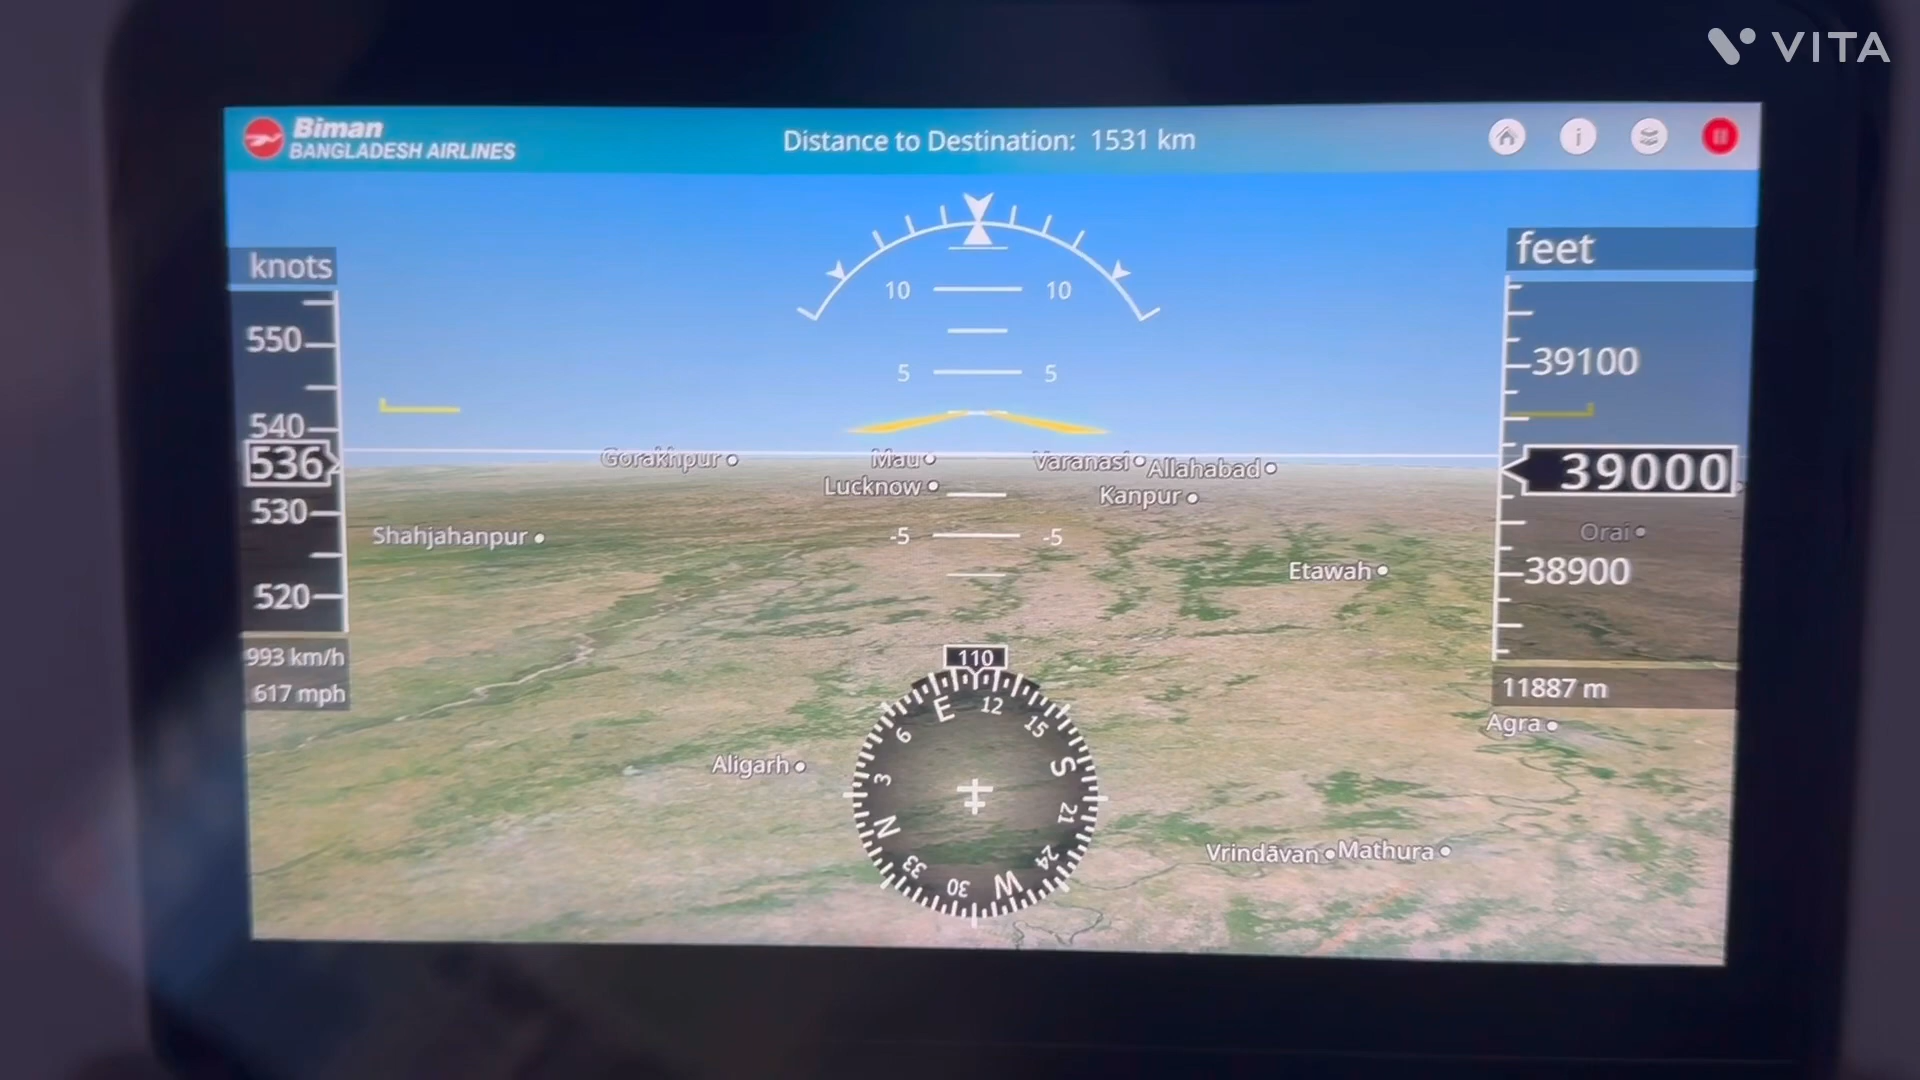 VITA
Biman
BANGLADESH AIRLINES
Distance to Destination: 1531 km
knots
550
540
536
530
520
993 km/h
617 mph
feet
39100
39000
38900
11887 m
10 10
5 5
-5 -5
Gorakhpur
Mau
Varanasi
Allahabad
Lucknow
Kanpur
Shahjahanpur
Orai
Etawah
Agra
Aligarh
Vrindāvan
Mathura
110
E
12
15
S
21
24
W
30
33
N
3
6